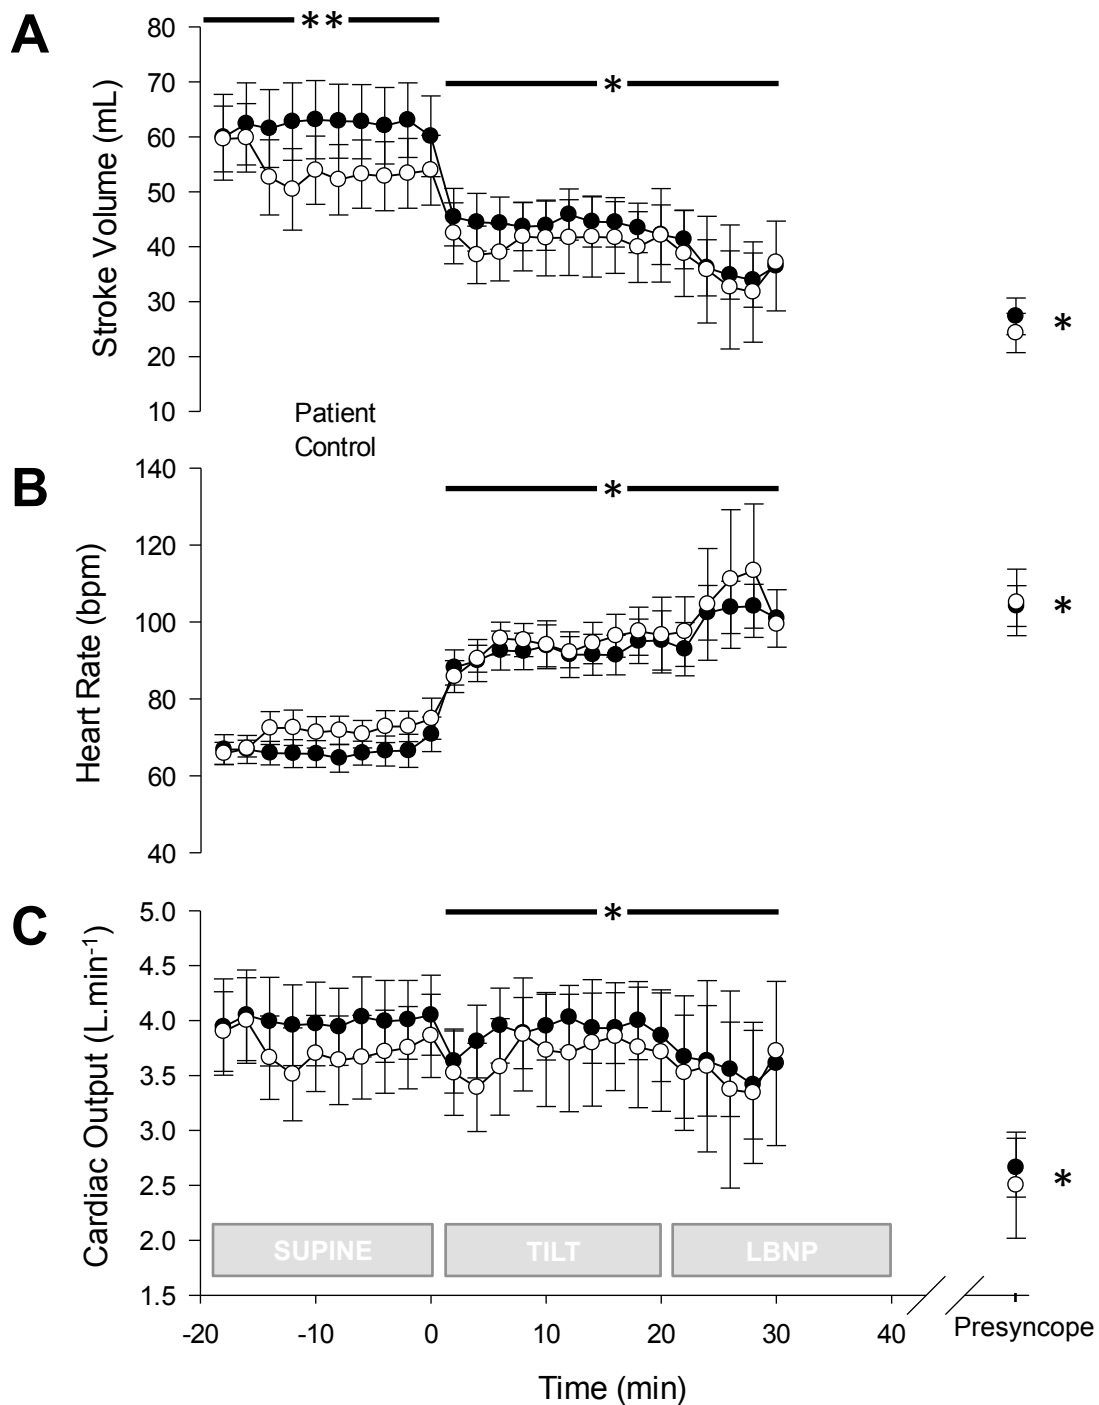 A
**
80
70
*
60
50
40
30
*
20
10
Stroke Volume (mL)
Patient
Control
B
140
*
120
100
*
80
60
40
Heart Rate (bpm)
C
5.0
*
4.5
4.0
3.5
3.0
2.5
*
2.0
1.5
Cardiac Output (L.min-1)
SUPINE TILT LBNP
-20 -10 0 10 20 30 40 Presyncope
Time (min)